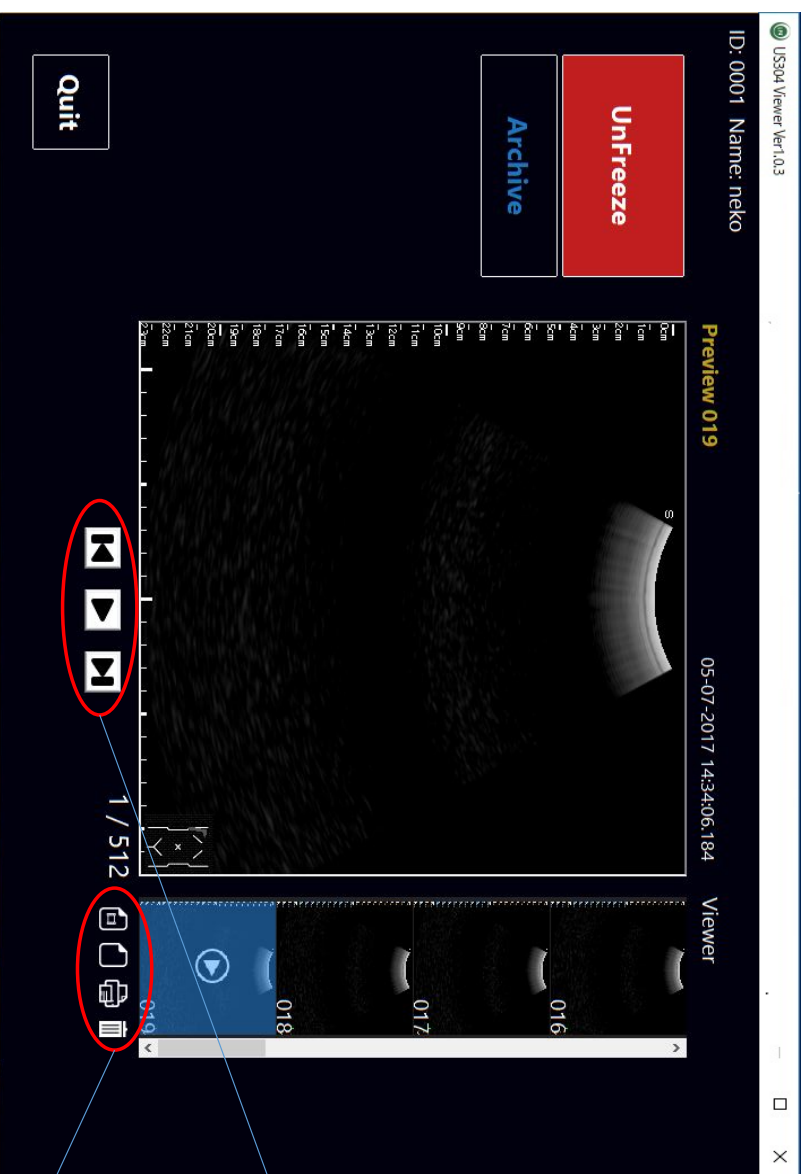 US304 Viewer Ver1.0.3
ID: 0001 Name: neko
UnFreeze
Archive
Quit
Preview 019
05-07-2017 14:34:06.184
0cm
1cm
2cm
3cm
4cm
5cm
6cm
7cm
8cm
9cm
10cm
11cm
12cm
13cm
14cm
15cm
16cm
17cm
18cm
19cm
20cm
21cm
22cm
23cm
S
1 / 512
Viewer
016
017
018
019